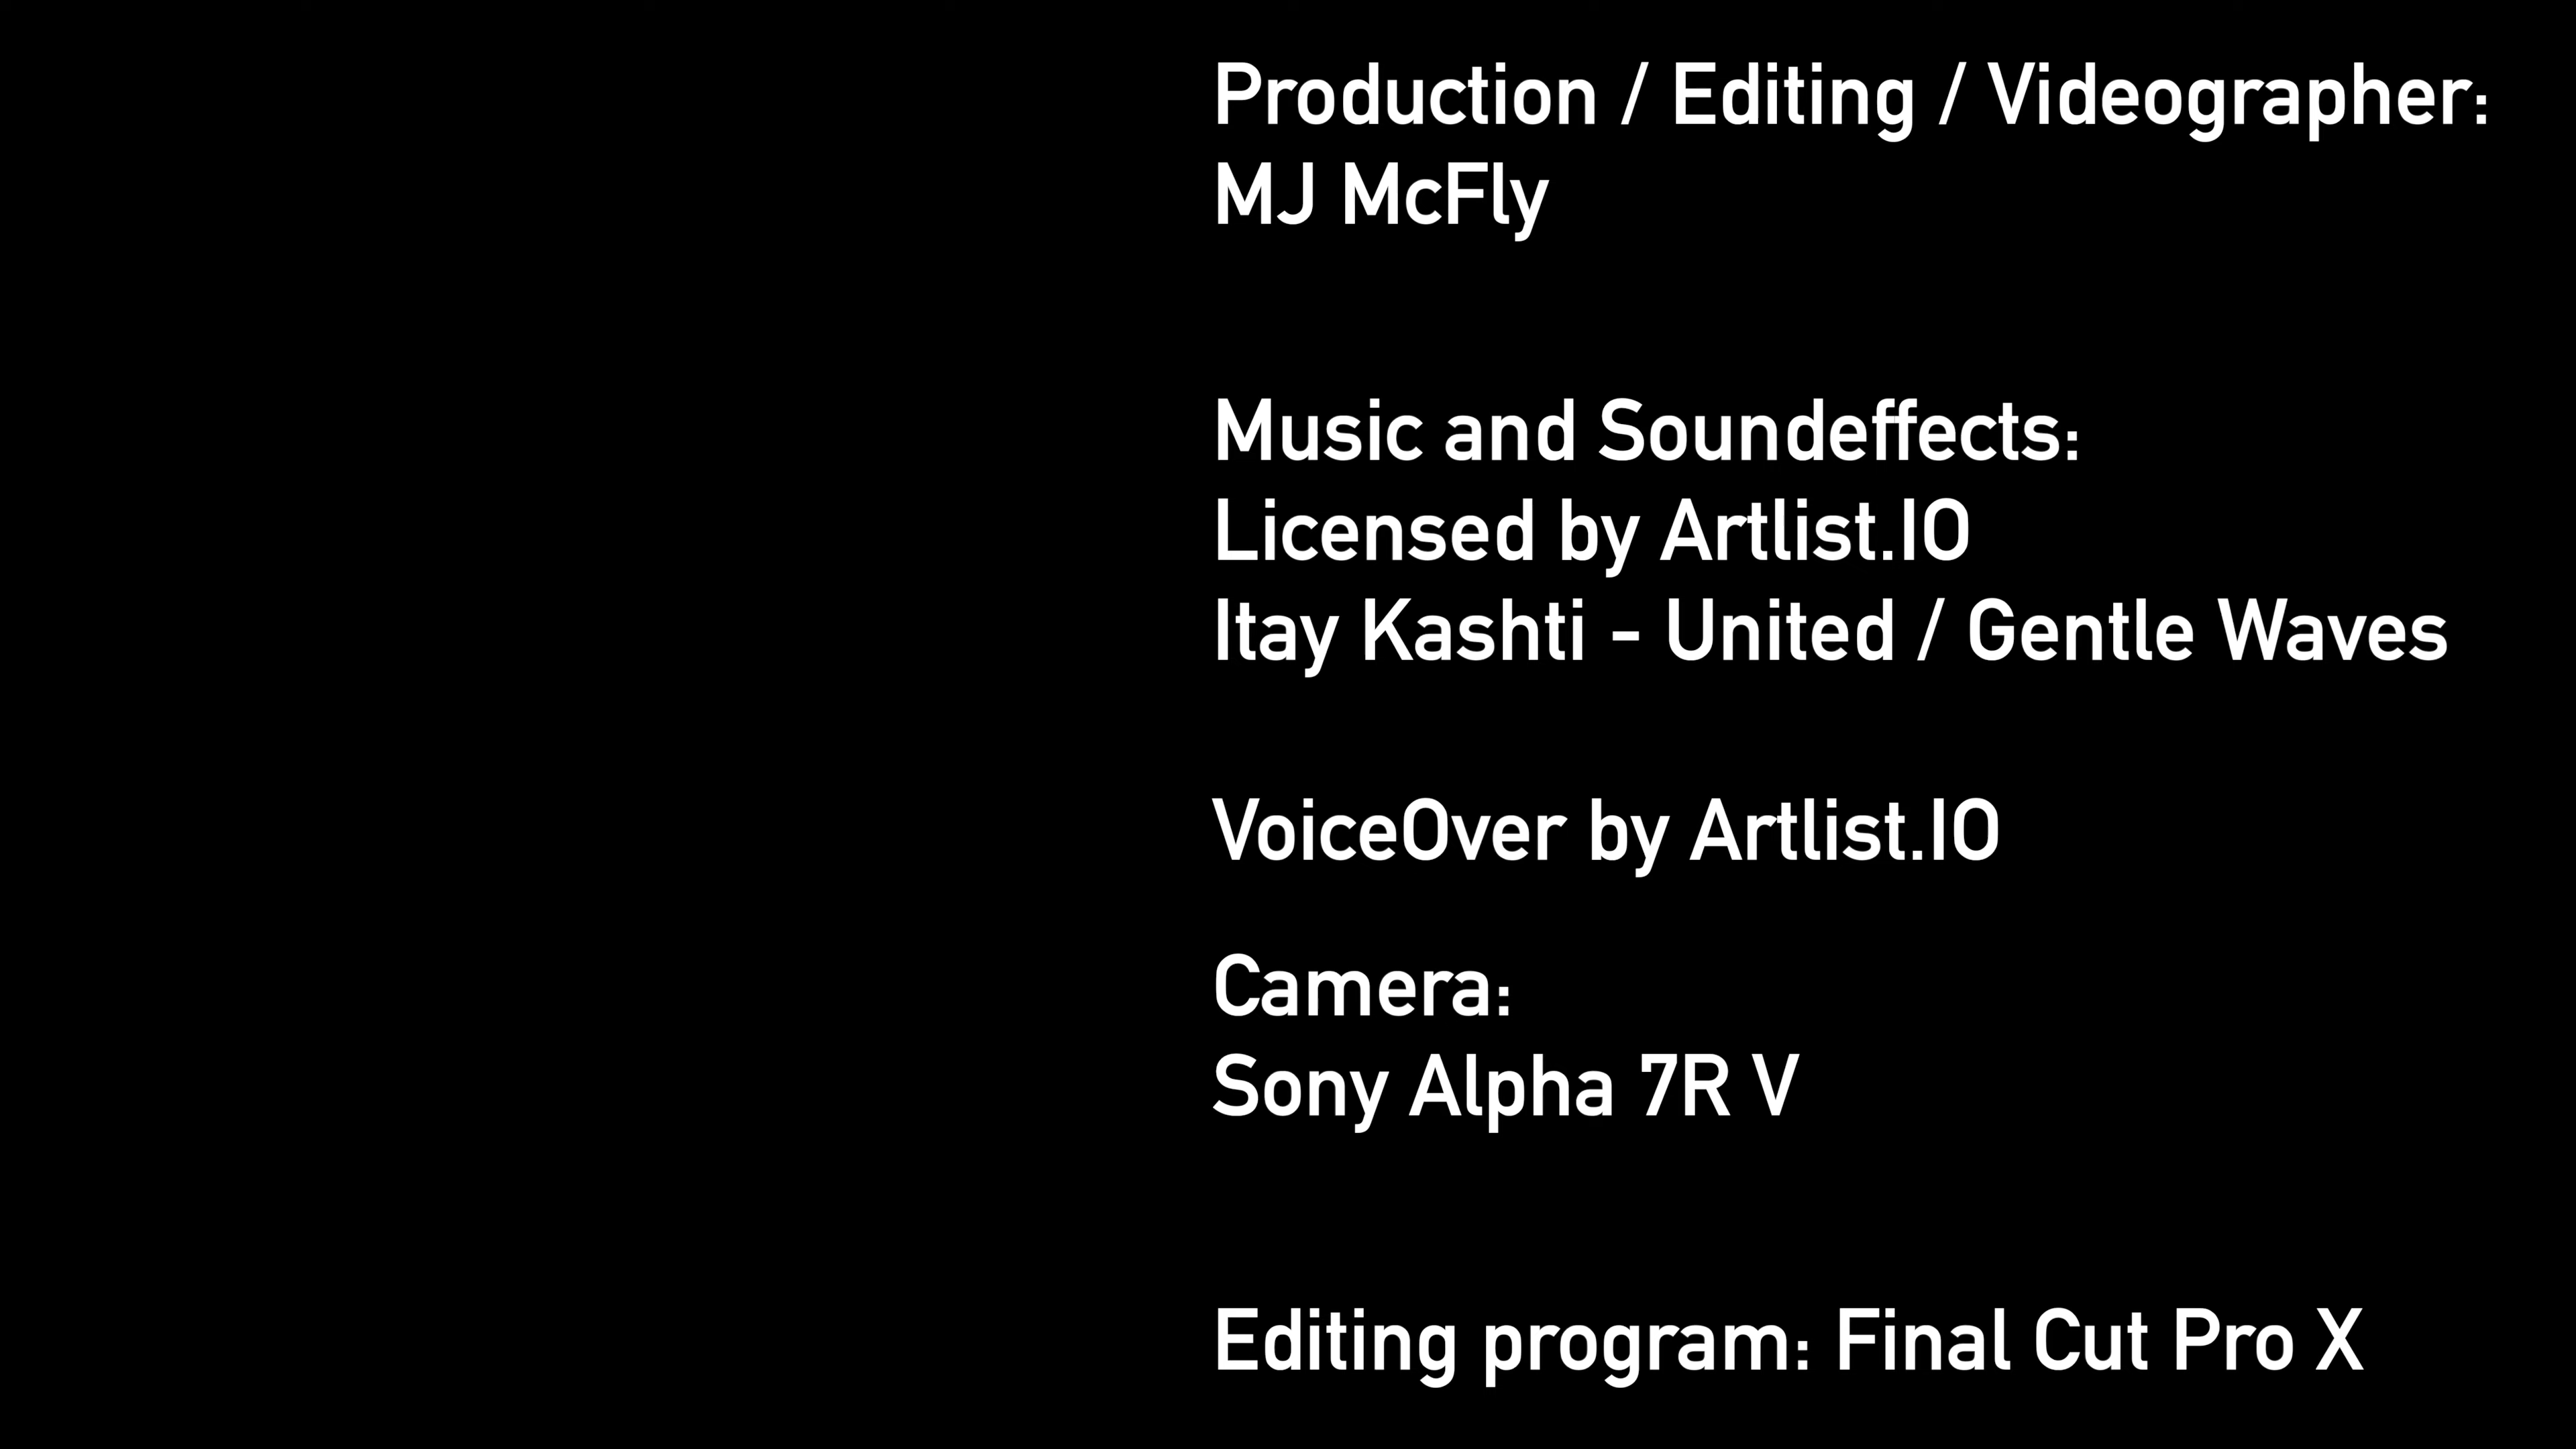 Production / Editing / Videographer:
MJ McFly
Music and Soundeffects:
Licensed by Artlist.IO
Itay Kashti - United / Gentle Waves
VoiceOver by Artlist.IO
Camera:
Sony Alpha 7R V
Editing program: Final Cut Pro X